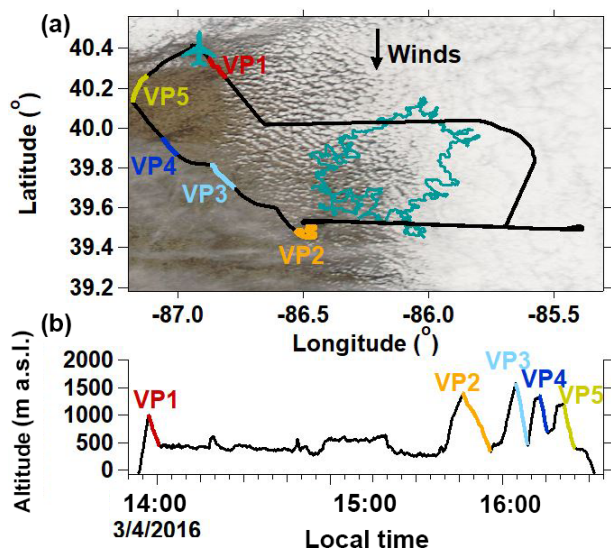 (a)
40.4
40.2
40.0
39.8
39.6
39.4
39.2
Latitude (°)
Winds
VP1
VP5
VP4
VP3
VP2
-87.0 -86.5 -86.0 -85.5
Longitude (°)
(b)
2000
1500
1000
500
0
Altitude (m a.s.l.)
VP1
VP2
VP3
VP4
VP5
14:00 15:00 16:00
3/4/2016
Local time